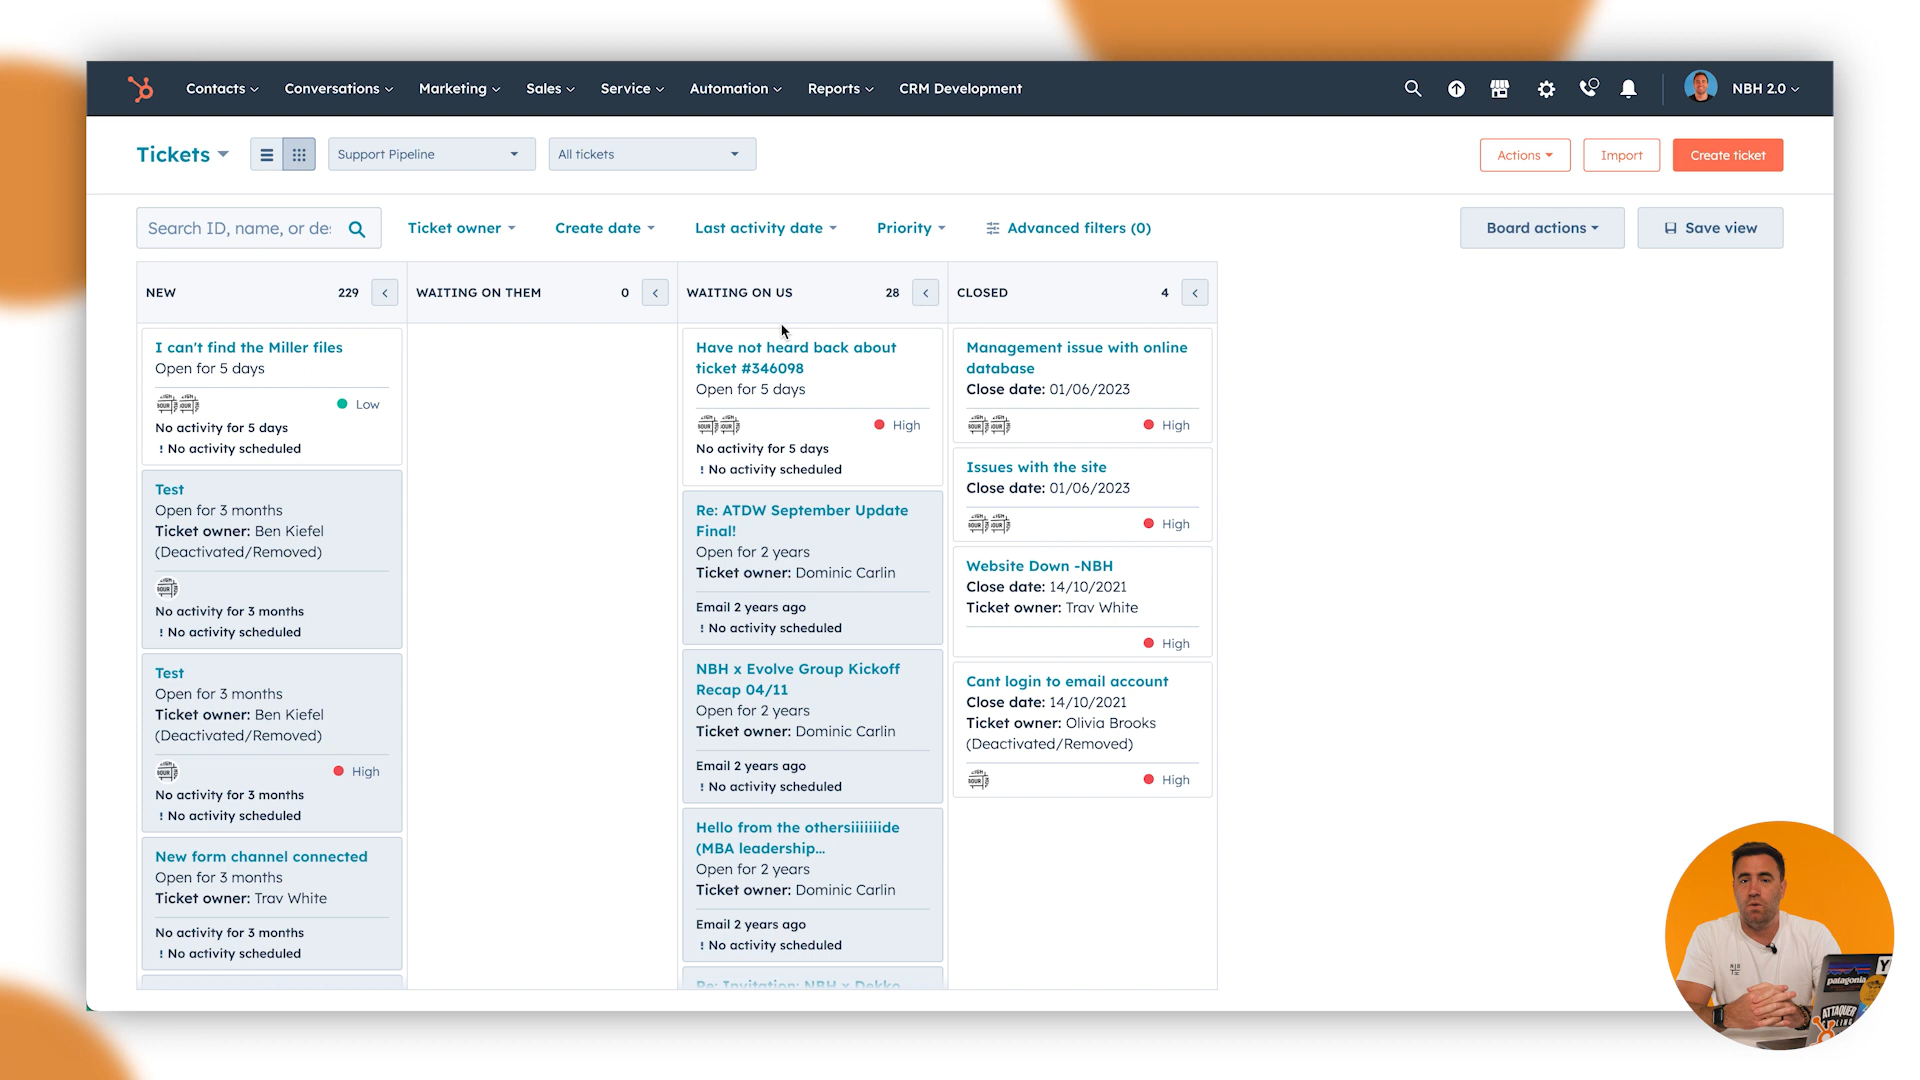 Contacts
Conversations
Marketing
Sales
Service
Automation
Reports
CRM Development
NBH 2.0
Tickets
Support Pipeline
All tickets
Actions
Import
Create ticket
Search ID, name, or de
Ticket owner
Create date
Last activity date
Priority
Advanced filters (0)
Board actions
Save view
NEW
229
I can't find the Miller files
Open for 5 days
Low
No activity for 5 days
! No activity scheduled
Test
Open for 3 months
Ticket owner: Ben Kiefel
(Deactivated/Removed)
No activity for 3 months
! No activity scheduled
Test
Open for 3 months
Ticket owner: Ben Kiefel
(Deactivated/Removed)
High
No activity for 3 months
! No activity scheduled
New form channel connected
Open for 3 months
Ticket owner: Trav White
No activity for 3 months
! No activity scheduled
WAITING ON THEM
0
WAITING ON US
28
Have not heard back about
ticket #346098
Open for 5 days
High
No activity for 5 days
! No activity scheduled
Re: ATDW September Update
Final!
Open for 2 years
Ticket owner: Dominic Carlin
Email 2 years ago
! No activity scheduled
NBH x Evolve Group Kickoff
Recap 04/11
Open for 2 years
Ticket owner: Dominic Carlin
Email 2 years ago
! No activity scheduled
Hello from the othersiiiiiiide
(MBA leadership...
Open for 2 years
Ticket owner: Dominic Carlin
Email 2 years ago
! No activity scheduled
Re: Invitation: NBH x Dekko
CLOSED
4
Management issue with online
database
Close date: 01/06/2023
High
Issues with the site
Close date: 01/06/2023
High
Website Down -NBH
Close date: 14/10/2021
Ticket owner: Trav White
High
Cant login to email account
Close date: 14/10/2021
Ticket owner: Olivia Brooks
(Deactivated/Removed)
High
patagonia
ATTAQUER